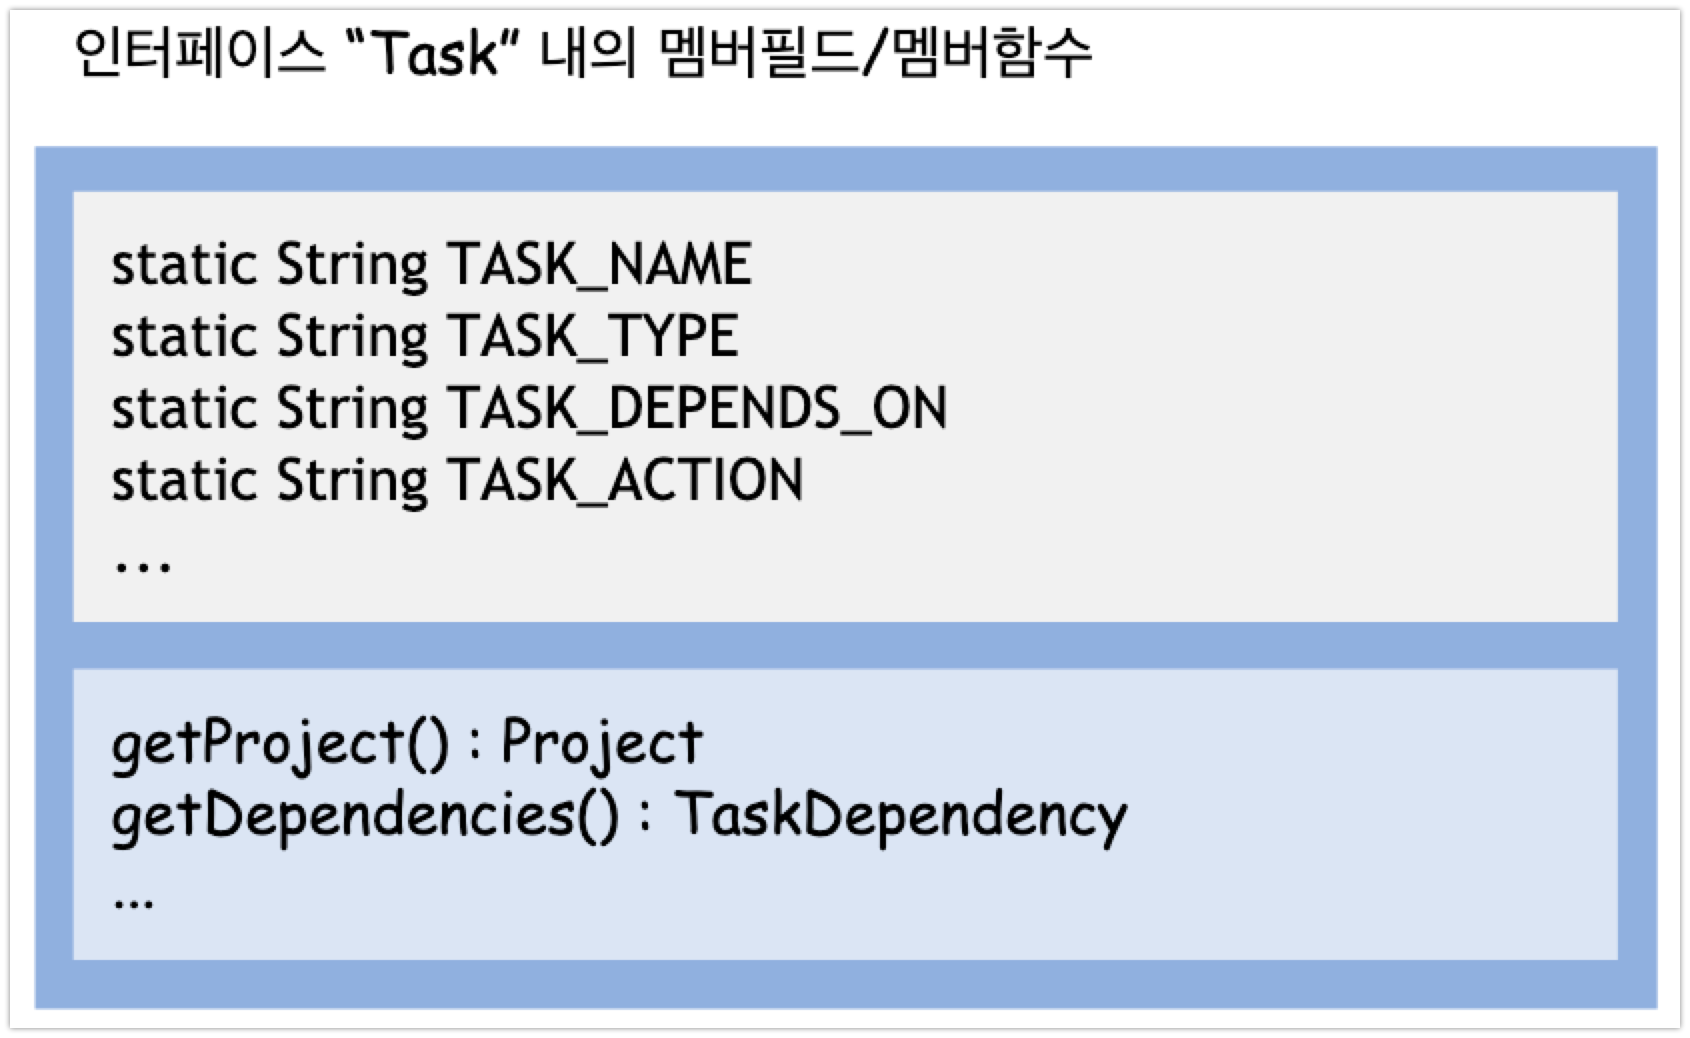 인터페이스 “Task” 내의 멤버필드/멤버함수
static String TASK_NAME
static String TASK_TYPE
static String TASK_DEPENDS_ON
static String TASK_ACTION
...
getProject() : Project
getDependencies() : TaskDependency
...